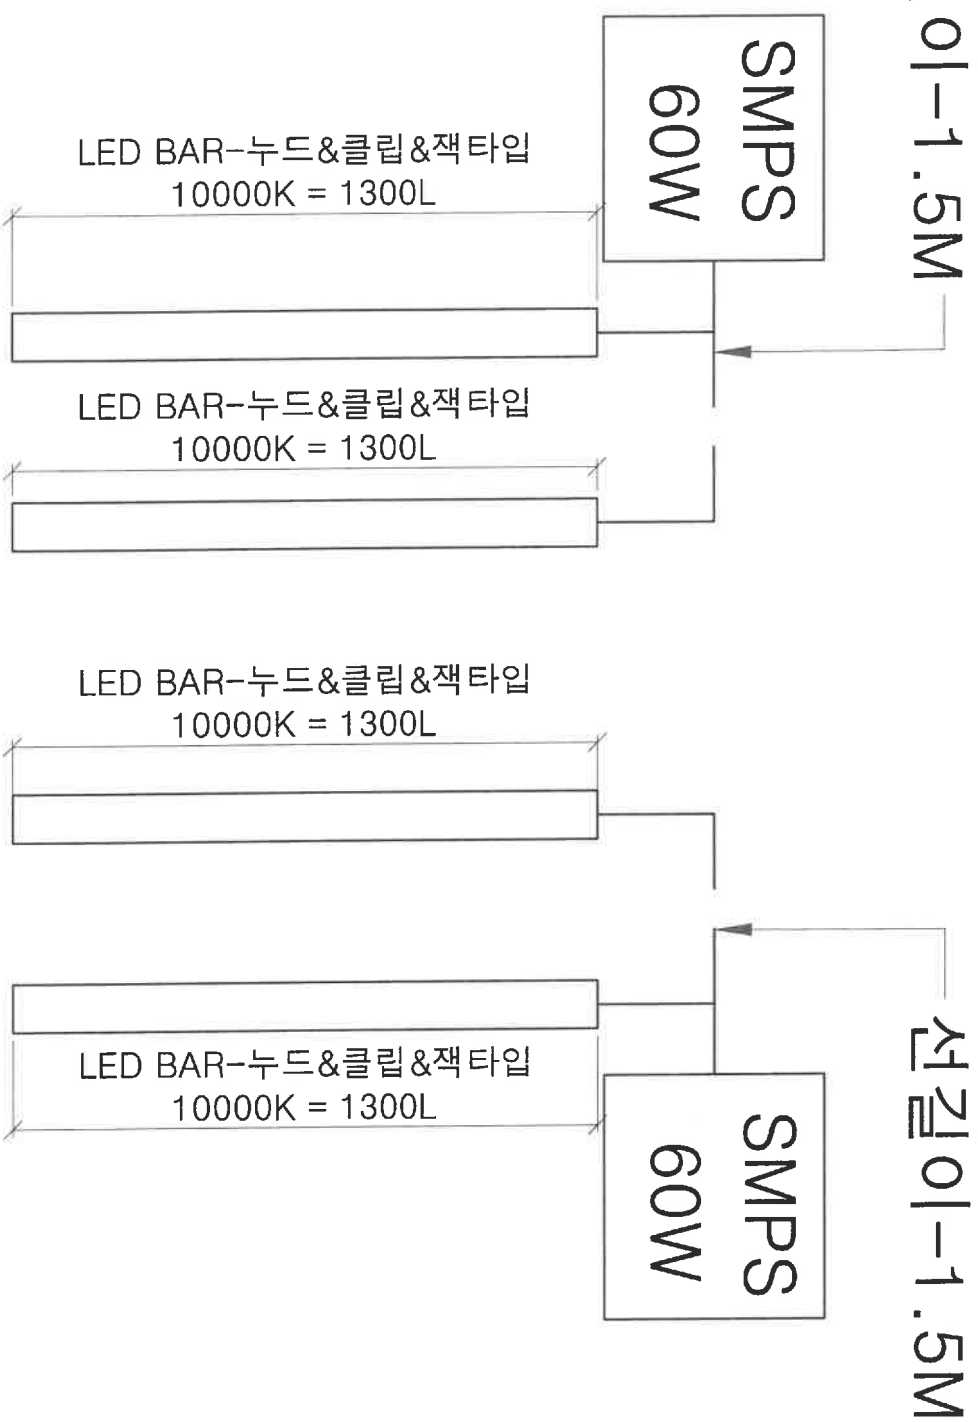 이-1.5M
SMPS
60W
LED BAR-누드&클립&잭타입
10000K = 1300L
LED BAR-누드&클립&잭타입
10000K = 1300L
LED BAR-누드&클립&잭타입
10000K = 1300L
LED BAR-누드&클립&잭타입
10000K = 1300L
SMPS
60W
선길이-1.5M